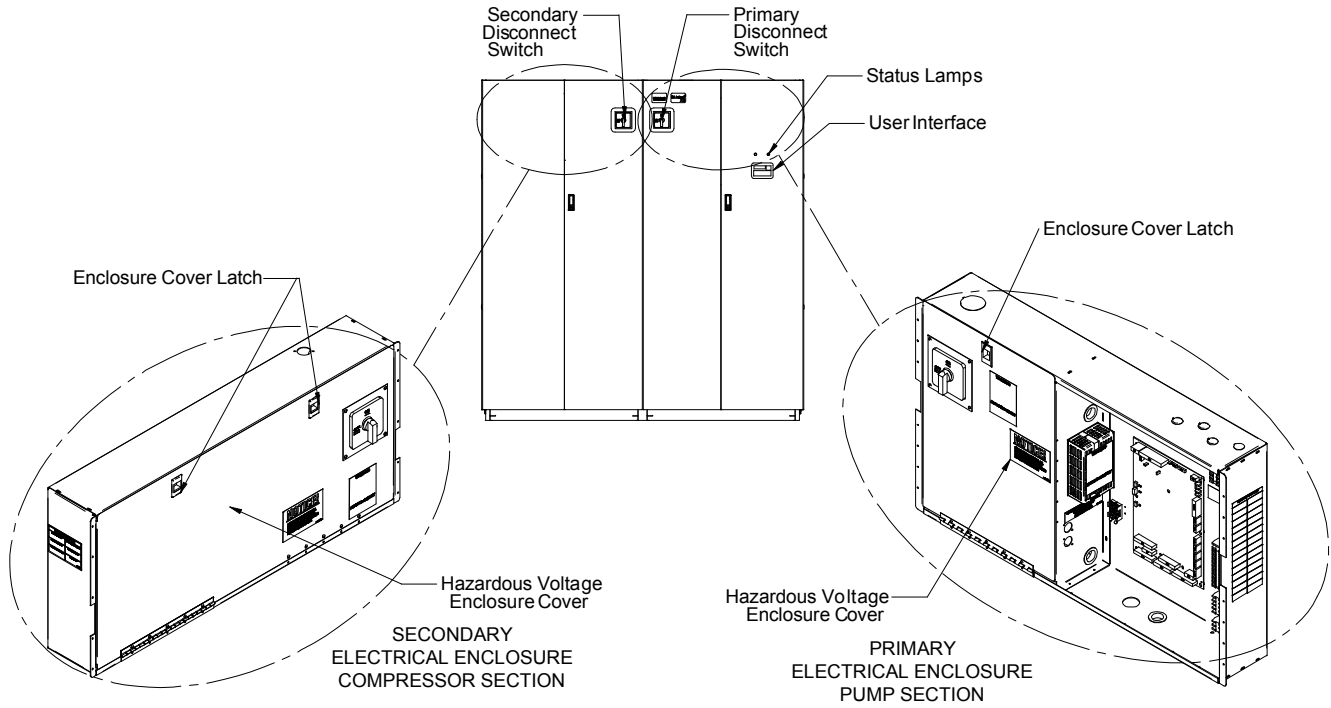 Secondary
Disconnect
Switch
Primary
Disconnect
Switch
Status Lamps
User Interface
Enclosure Cover Latch
Enclosure Cover Latch
Hazardous Voltage
Enclosure Cover
SECONDARY
ELECTRICAL ENCLOSURE
COMPRESSOR SECTION
Hazardous Voltage
Enclosure Cover
PRIMARY
ELECTRICAL ENCLOSURE
PUMP SECTION